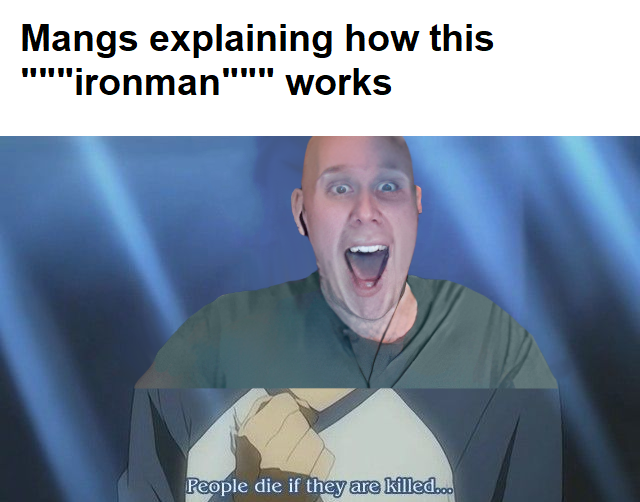 Mangs explaining how this
"""ironman""" works
People die if they are killed...